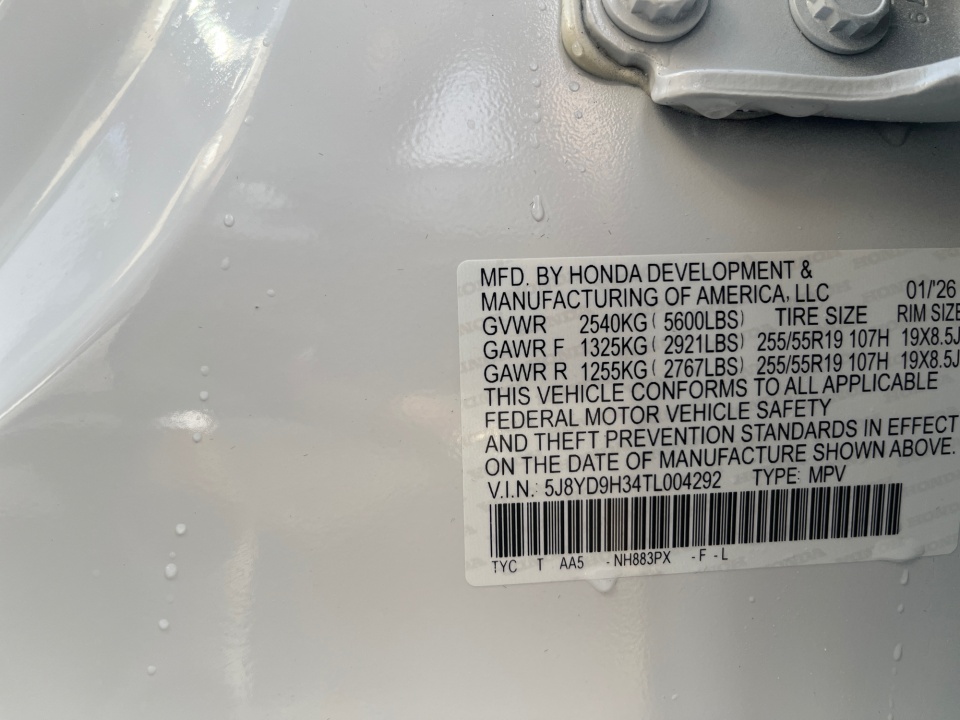 MFD. BY HONDA DEVELOPMENT &
MANUFACTURING OF AMERICA, LLC 01/'26
GVWR 2540KG ( 5600LBS) TIRE SIZE RIM SIZE
GAWR F 1325KG ( 2921LBS) 255/55R19 107H 19X8.5J
GAWR R 1255KG ( 2767LBS) 255/55R19 107H 19X8.5J
THIS VEHICLE CONFORMS TO ALL APPLICABLE
FEDERAL MOTOR VEHICLE SAFETY
AND THEFT PREVENTION STANDARDS IN EFFECT
ON THE DATE OF MANUFACTURE SHOWN ABOVE.
V.I.N.: 5J8YD9H34TL004292 TYPE: MPV
TYC T AA5 -NH883PX -F -L